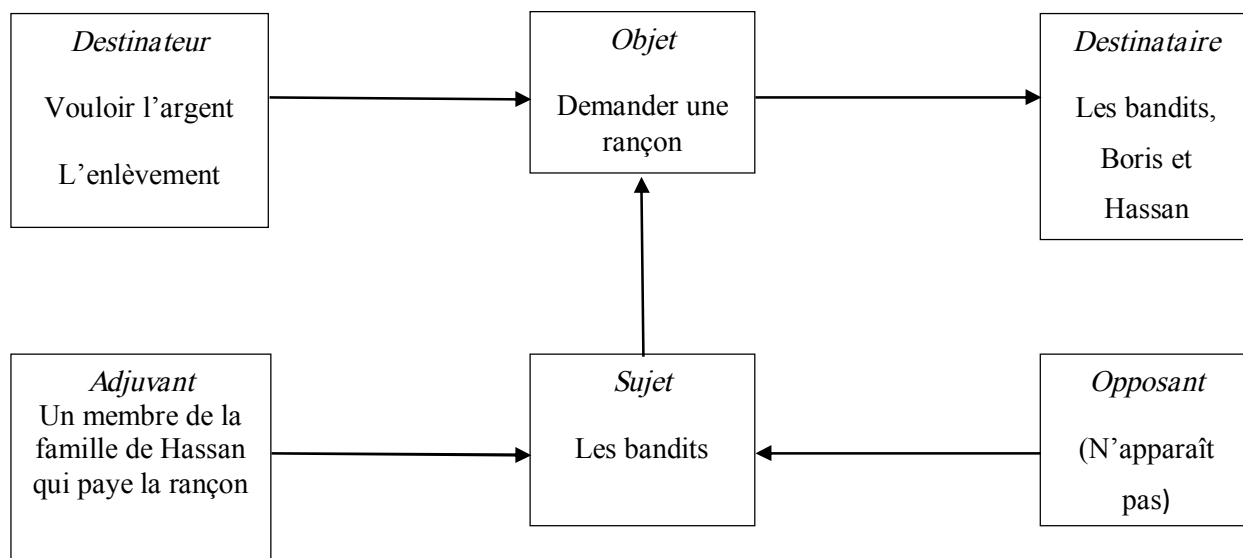 Destinateur
Vouloir l’argent
L’enlèvement
Objet
Demander une
rançon
Destinataire
Les bandits,
Boris et
Hassan
Adjuvant
Un membre de la
famille de Hassan
qui paye la rançon
Sujet
Les bandits
Opposant
(N’apparaît
pas)